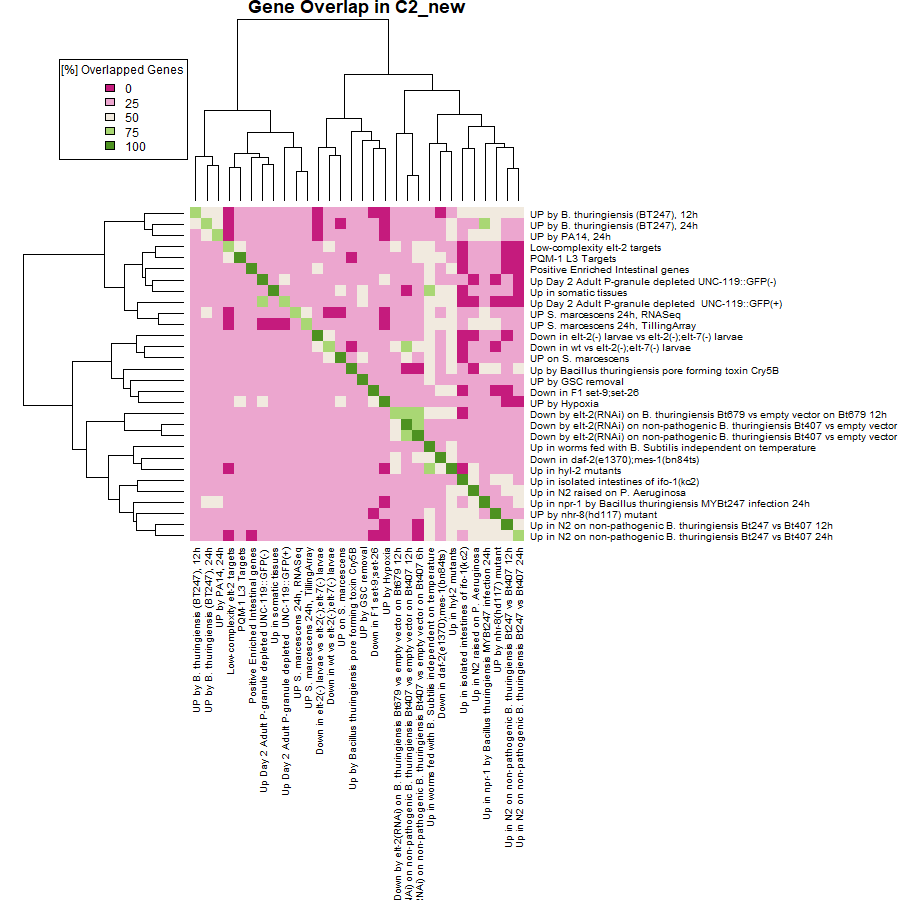 Gene Overlap in C2_new
[%] Overlapped Genes
0
25
50
75
100
UP by B. thuringiensis (BT247), 12h
UP by B. thuringiensis (BT247), 24h
UP by PA14, 24h
Low-complexity elt-2 targets
PQM-1 L3 Targets
Positive Enriched Intestinal genes
Up Day 2 Adult P-granule depleted UNC-119::GFP(-)
Up in somatic tissues
Up Day 2 Adult P-granule depleted  UNC-119::GFP(+)
UP S. marcescens 24h, RNASeq
UP S. marcescens 24h, TillingArray
Down in elt-2(-) larvae vs elt-2(-);elt-7(-) larvae
Down in wt vs elt-2(-);elt-7(-) larvae
UP on S. marcescens
Up by Bacillus thuringiensis pore forming toxin Cry5B
UP by GSC removal
Down in F1 set-9;set-26
UP by Hypoxia
Down by elt-2(RNAi) on B. thuringiensis Bt679 vs empty vector on Bt679 12h
Down by elt-2(RNAi) on non-pathogenic B. thuringiensis Bt407 vs empty vector
Down by elt-2(RNAi) on non-pathogenic B. thuringiensis Bt407 vs empty vector
Up in worms fed with B. Subtilis independent on temperature
Down in daf-2(e1370);mes-1(bn84ts)
Up in hyl-2 mutants
Up in isolated intestines of ifo-1(kc2)
Up in N2 raised on P. Aeruginosa
Up in npr-1 by Bacillus thuringiensis MYBt247 infection 24h
UP by nhr-8(hd117) mutant
Up in N2 on non-pathogenic B. thuringiensis Bt247 vs Bt407 12h
Up in N2 on non-pathogenic B. thuringiensis Bt247 vs Bt407 24h
UP by B. thuringiensis (BT247), 12h
UP by B. thuringiensis (BT247), 24h
UP by PA14, 24h
Low-complexity elt-2 targets
PQM-1 L3 Targets
Positive Enriched Intestinal genes
Up Day 2 Adult P-granule depleted UNC-119::GFP(-)
Up in somatic tissues
Up Day 2 Adult P-granule depleted  UNC-119::GFP(+)
UP S. marcescens 24h, RNASeq
UP S. marcescens 24h, TillingArray
Down in elt-2(-) larvae vs elt-2(-);elt-7(-) larvae
Down in wt vs elt-2(-);elt-7(-) larvae
UP on S. marcescens
Up by Bacillus thuringiensis pore forming toxin Cry5B
UP by GSC removal
Down in F1 set-9;set-26
UP by Hypoxia
Down by elt-2(RNAi) on B. thuringiensis Bt679 vs empty vector on Bt679 12h
NAi) on non-pathogenic B. thuringiensis Bt407 vs empty vector on Bt407 12h
RNAi) on non-pathogenic B. thuringiensis Bt407 vs empty vector on Bt407 6h
Up in worms fed with B. Subtilis independent on temperature
Down in daf-2(e1370);mes-1(bn84ts)
Up in hyl-2 mutants
Up in isolated intestines of ifo-1(kc2)
Up in N2 raised on P. Aeruginosa
Up in npr-1 by Bacillus thuringiensis MYBt247 infection 24h
UP by nhr-8(hd117) mutant
Up in N2 on non-pathogenic B. thuringiensis Bt247 vs Bt407 12h
Up in N2 on non-pathogenic B. thuringiensis Bt247 vs Bt407 24h